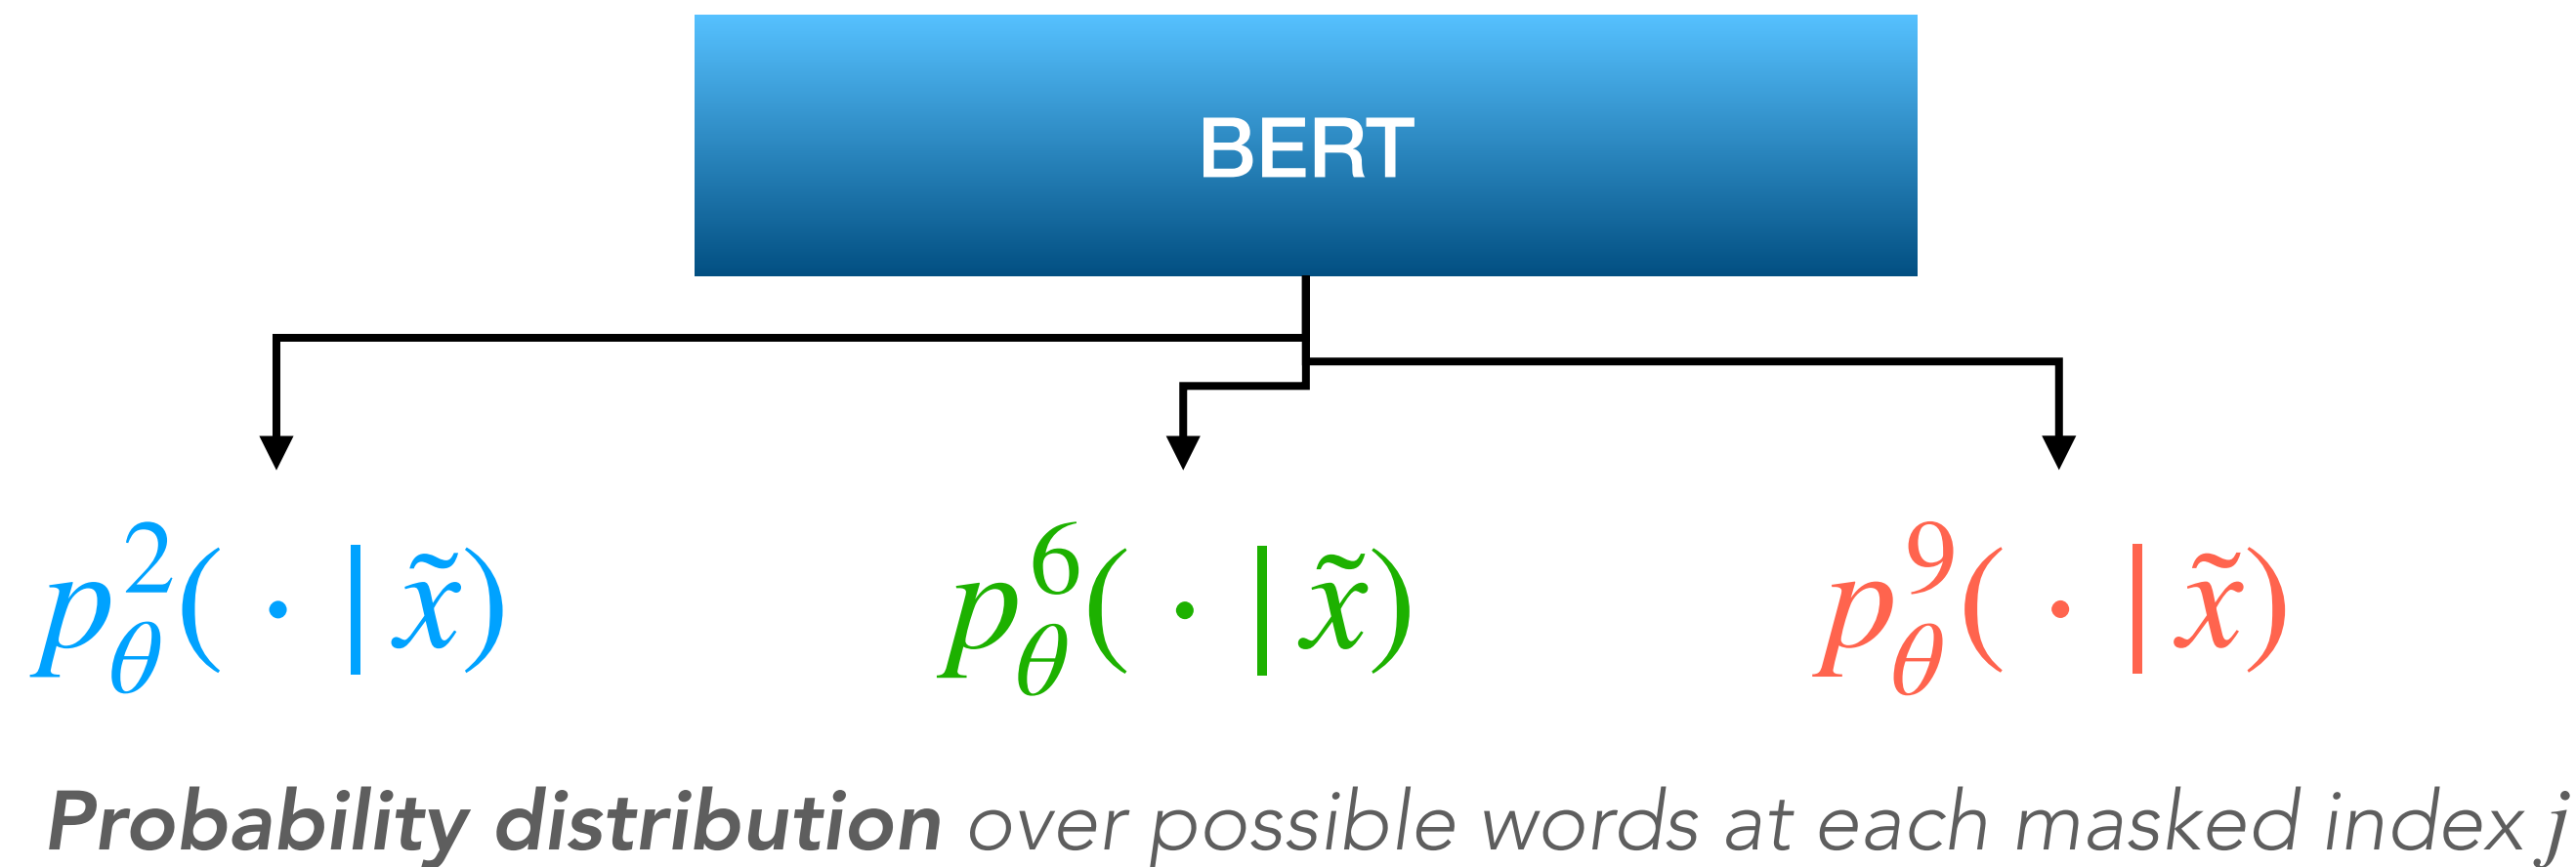 BERT
p_θ^2( · | x̃) p_θ^6( · | x̃) p_θ^9( · | x̃)
Probability distribution over possible words at each masked index j